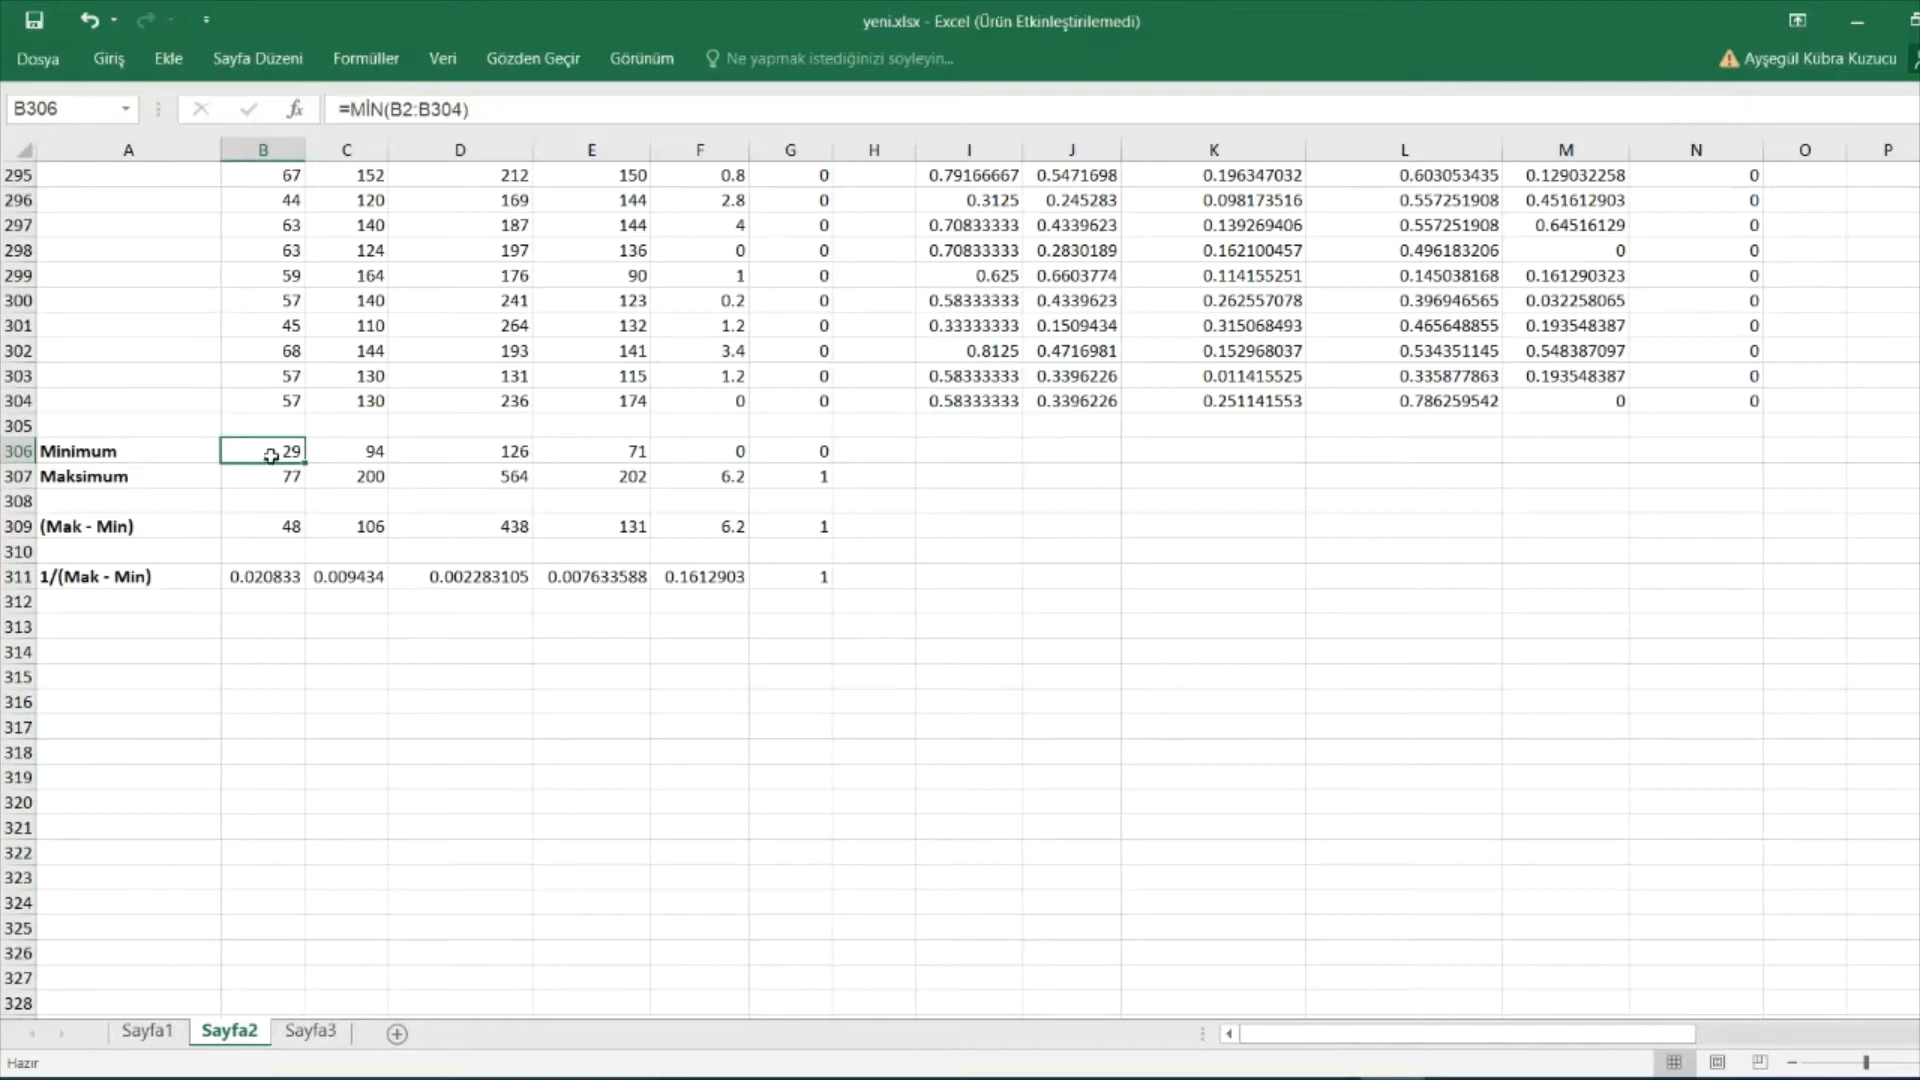 yeni.xlsx - Excel (Ürün Etkinleştirilemedi)
Dosya Giriş Ekle Sayfa Düzeni Formüller Veri Gözden Geçir Görünüm Ne yapmak istediğinizi söyleyin... Ayşegül Kübra Kuzucu
B306 fx =MİN(B2:B304)
A B C D E F G H I J K L M N O P
295 67 152 212 150 0.8 0 0.79166667 0.5471698 0.196347032 0.603053435 0.129032258 0
296 44 120 169 144 2.8 0 0.3125 0.245283 0.098173516 0.557251908 0.451612903 0
297 63 140 187 144 4 0 0.70833333 0.4339623 0.139269406 0.557251908 0.64516129 0
298 63 124 197 136 0 0 0.70833333 0.2830189 0.162100457 0.496183206 0 0
299 59 164 176 90 1 0 0.625 0.6603774 0.114155251 0.145038168 0.161290323 0
300 57 140 241 123 0.2 0 0.58333333 0.4339623 0.262557078 0.396946565 0.032258065 0
301 45 110 264 132 1.2 0 0.33333333 0.1509434 0.315068493 0.465648855 0.193548387 0
302 68 144 193 141 3.4 0 0.8125 0.4716981 0.152968037 0.534351145 0.548387097 0
303 57 130 131 115 1.2 0 0.58333333 0.3396226 0.011415525 0.335877863 0.193548387 0
304 57 130 236 174 0 0 0.58333333 0.3396226 0.251141553 0.786259542 0 0
305
306 Minimum 29 94 126 71 0 0
307 Maksimum 77 200 564 202 6.2 1
308
309 (Mak - Min) 48 106 438 131 6.2 1
310
311 1/(Mak - Min) 0.020833 0.009434 0.002283105 0.007633588 0.1612903 1
312
313
314
315
316
317
318
319
320
321
322
323
324
325
326
327
328
Sayfa1 Sayfa2 Sayfa3
Hazır